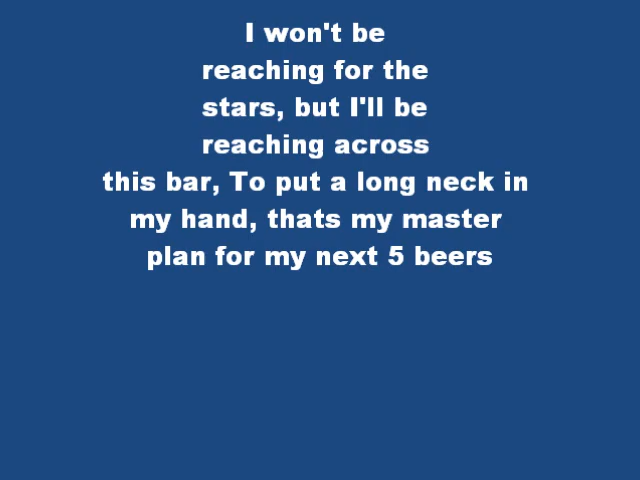 I won't be
reaching for the
stars, but I'll be
reaching across
this bar, To put a long neck in
my hand, thats my master
plan for my next 5 beers